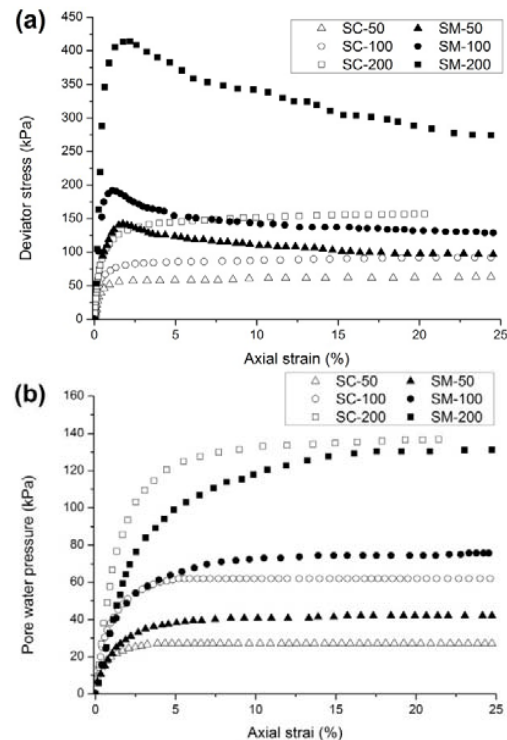 (a)
450
400
350
300
250
200
150
100
50
0
Deviator stress (kPa)
SC-50 SM-50
SC-100 SM-100
SC-200 SM-200
0 5 10 15 20 25
Axial strain (%)
(b)
160
140
120
100
80
60
40
20
0
Pore water pressure (kPa)
SC-50 SM-50
SC-100 SM-100
SC-200 SM-200
0 5 10 15 20 25
Axial strai (%)